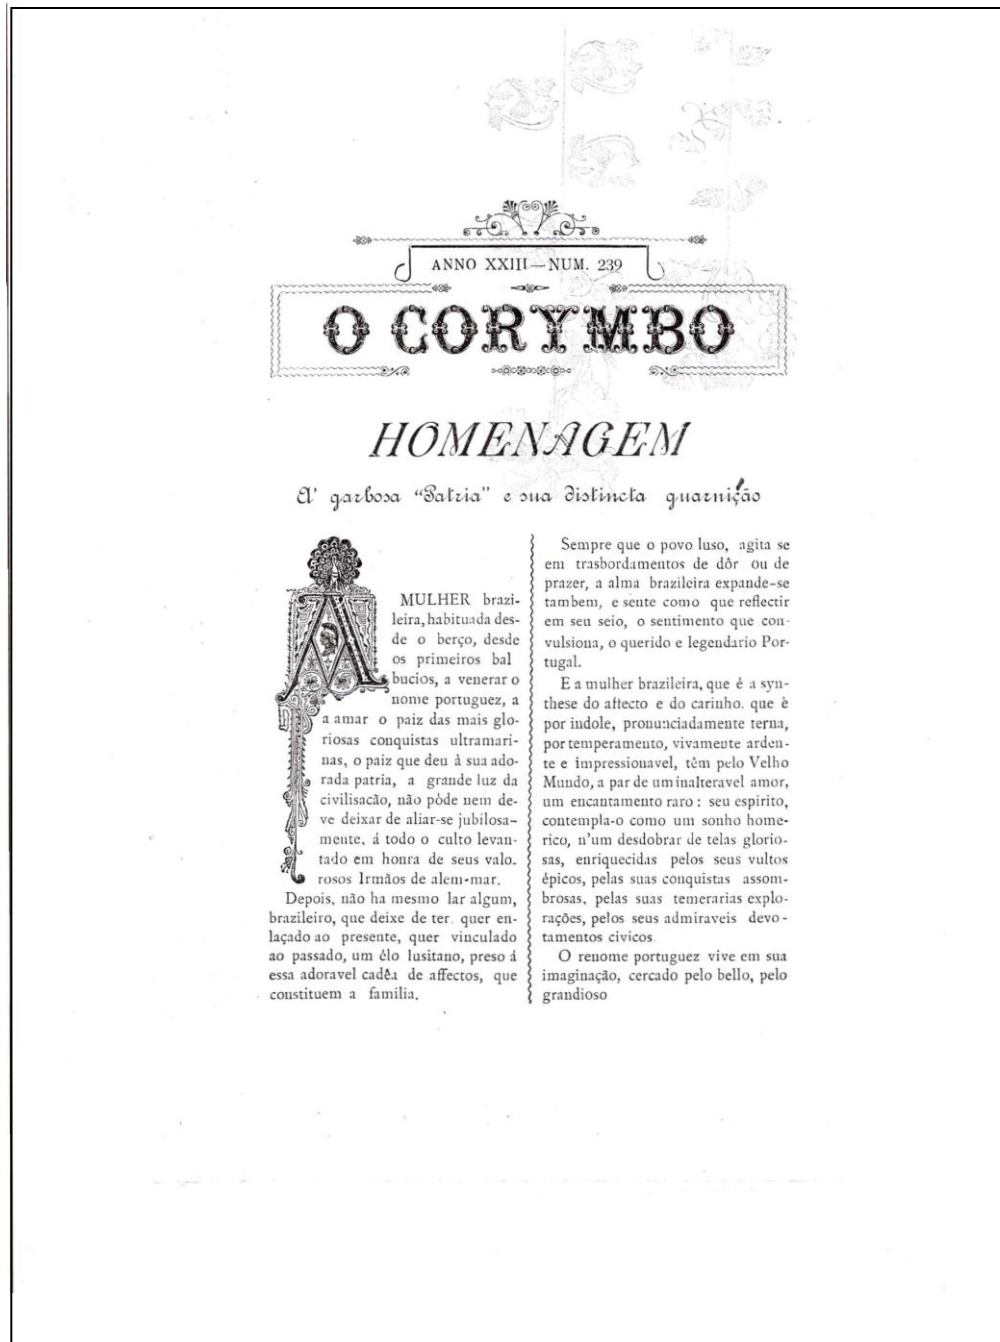 ANNO XXIII—NUM. 239
O CORYMBO
HOMENAGEM
A' garbosa "Patria" e sua distincta guarnição
A MULHER brazi-
leira, habituada des-
de o berço, desde
os primeiros bal
bucios, a venerar o
nome portuguez, a
a amar o paiz das mais glo-
riosas conquistas ultramari-
nas, o paiz que deu á sua ado-
rada patria, a grande luz da
civilisacão, não póde nem de-
ve deixar de aliar-se jubilosa-
mente, á todo o culto levan-
tado em honra de seus valo.
rosos Irmãos de alem-mar.
Depois, não ha mesmo lar algum,
brazileiro, que deixe de ter. quer en-
laçado ao presente, quer vinculado
ao passado, um élo lusitano, preso á
essa adoravel cadêa de affectos, que
constituem a familia.
Sempre que o povo luso, agita se
em trasbordamentos de dôr ou de
prazer, a alma brazileira expande-se
tambem, e sente como que reflectir
em seu seio, o sentimento que con-
vulsiona, o querido e legendario Por-
tugal.
E a mulher brazileira, que é a syn-
these do affecto e do carinho. que è
por indole, pronunciadamente terna,
por temperamento, vivamente arden-
te e impressionavel, têm pelo Velho
Mundo, a par de um inalteravel amor,
um encantamento raro : seu espirito,
contempla-o como um sonho home-
rico, n'um desdobrar de telas glorio-
sas, enriquecidas pelos seus vultos
épicos, pelas suas conquistas assom-
brosas, pelas suas temerarias explo-
rações, pelos seus admiraveis devo-
tamentos civicos
O renome portuguez vive em sua
imaginação, cercado pelo bello, pelo
grandioso